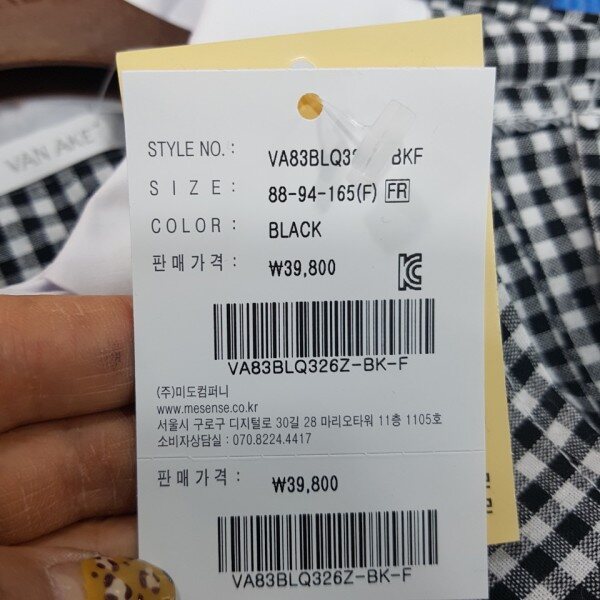 VAN AKE
STYLE NO. : VA83BLQ32 BKF
SIZE : 88-94-165(F) FR
COLOR : BLACK
판매가격 : ₩39,800
VA83BLQ326Z-BK-F
(주)미도컴퍼니
www.mesense.co.kr
서울시 구로구 디지털로 30길 28 마리오타워 11층 1105호
소비자상담실 : 070.8224.4417
판매가격 : ₩39,800
VA83BLQ326Z-BK-F